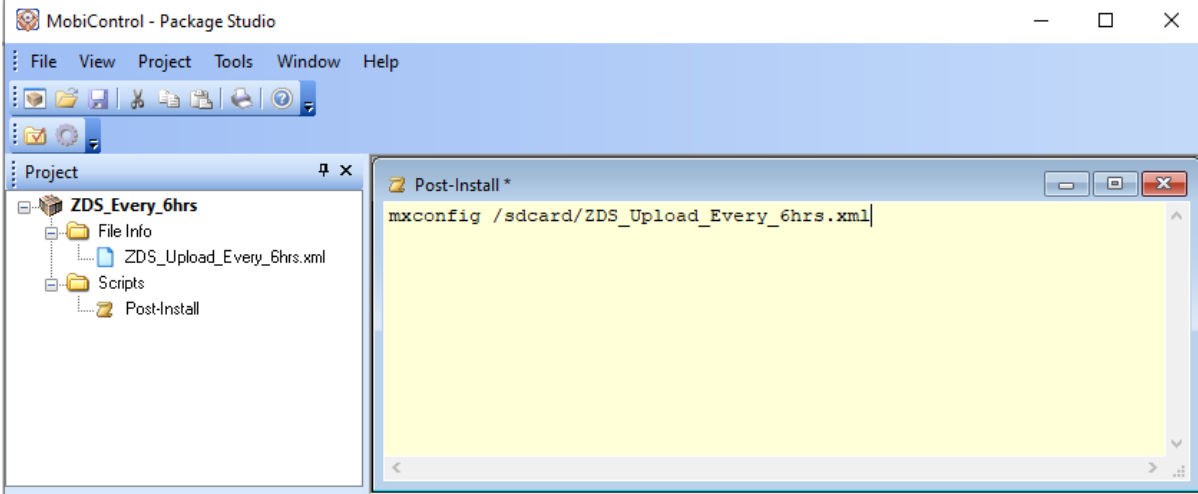 MobiControl - Package Studio
File View Project Tools Window Help
Project
ZDS_Every_6hrs
File Info
ZDS_Upload_Every_6hrs.xml
Scripts
Post-Install
Post-Install *
mxconfig /sdcard/ZDS_Upload_Every_6hrs.xml